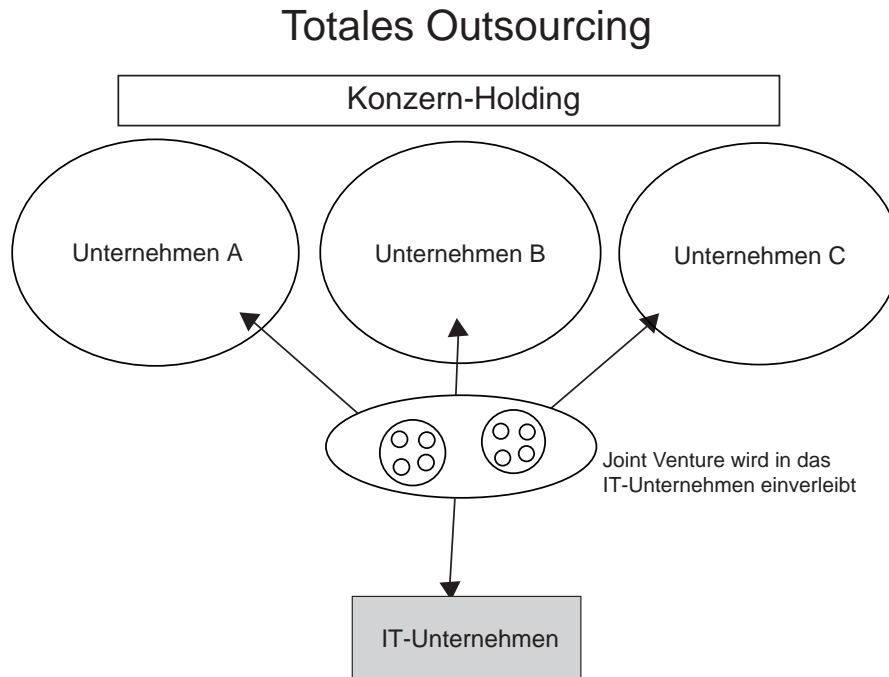 Totales Outsourcing
Konzern-Holding
Unternehmen A
Unternehmen B
Unternehmen C
Joint Venture wird in das
IT-Unternehmen einverleibt
IT-Unternehmen